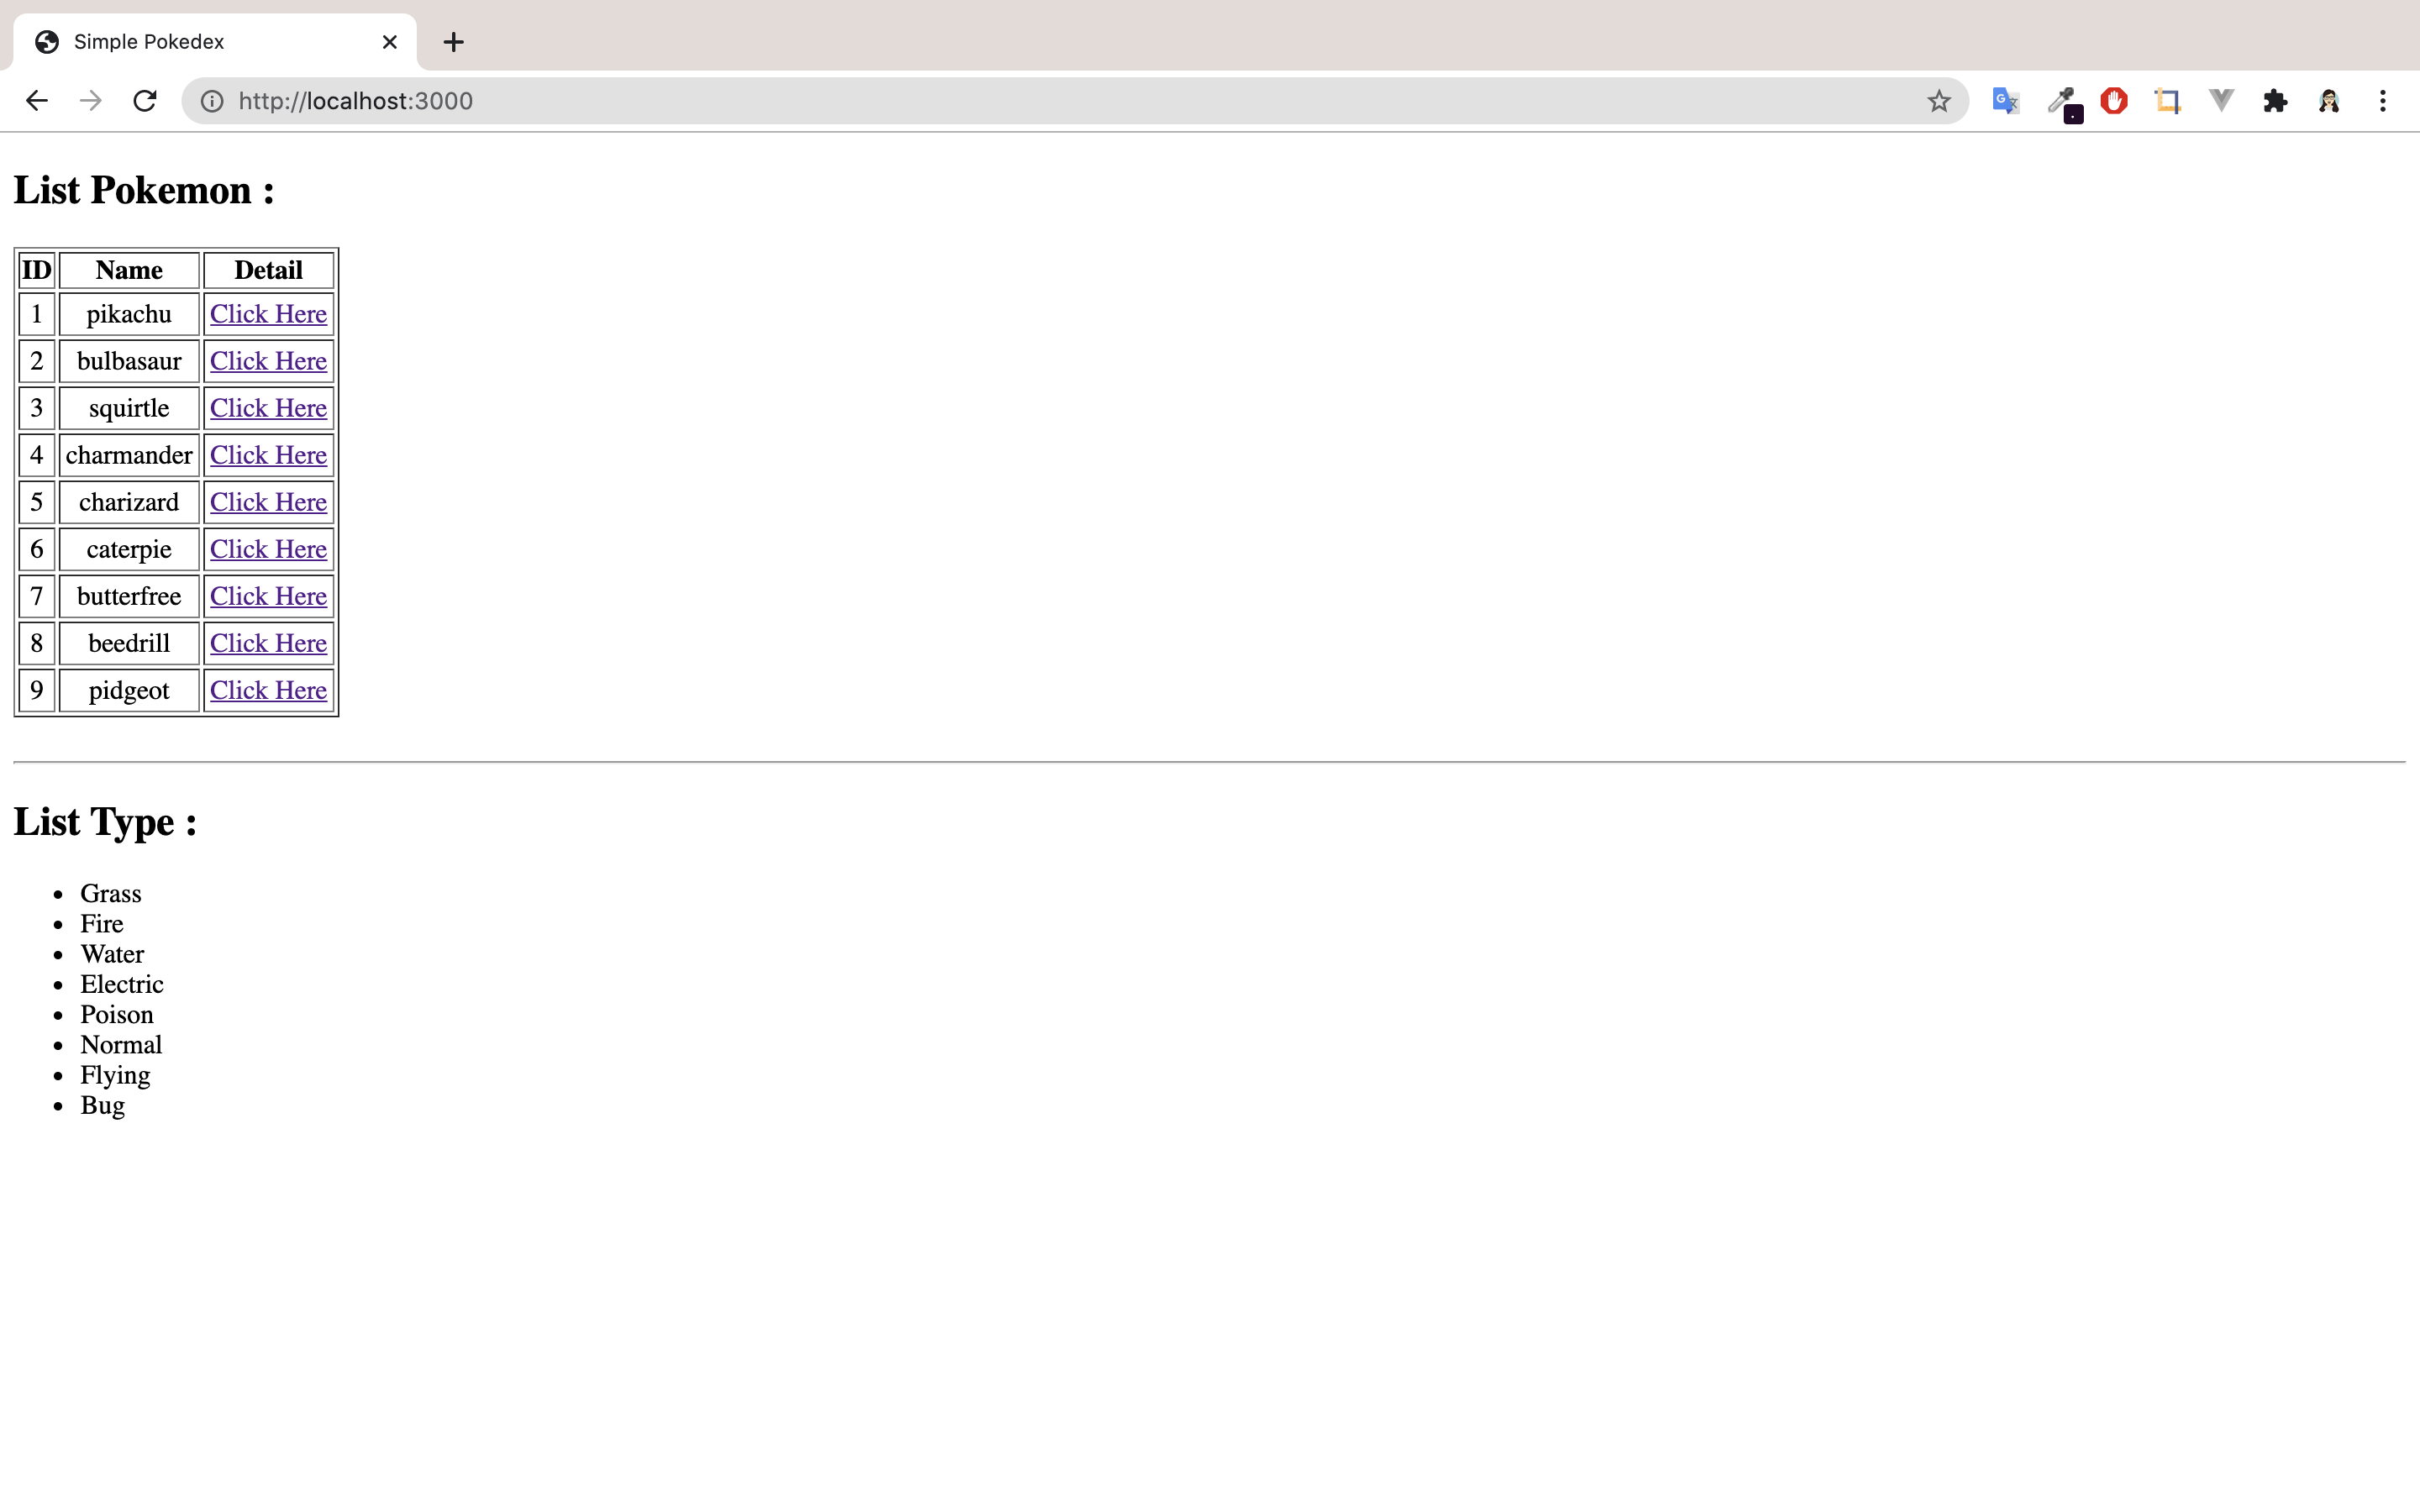 Simple Pokedex
http://localhost:3000
List Pokemon :
ID Name Detail
1 pikachu Click Here
2 bulbasaur Click Here
3 squirtle Click Here
4 charmander Click Here
5 charizard Click Here
6 caterpie Click Here
7 butterfree Click Here
8 beedrill Click Here
9 pidgeot Click Here
List Type :
• Grass
• Fire
• Water
• Electric
• Poison
• Normal
• Flying
• Bug